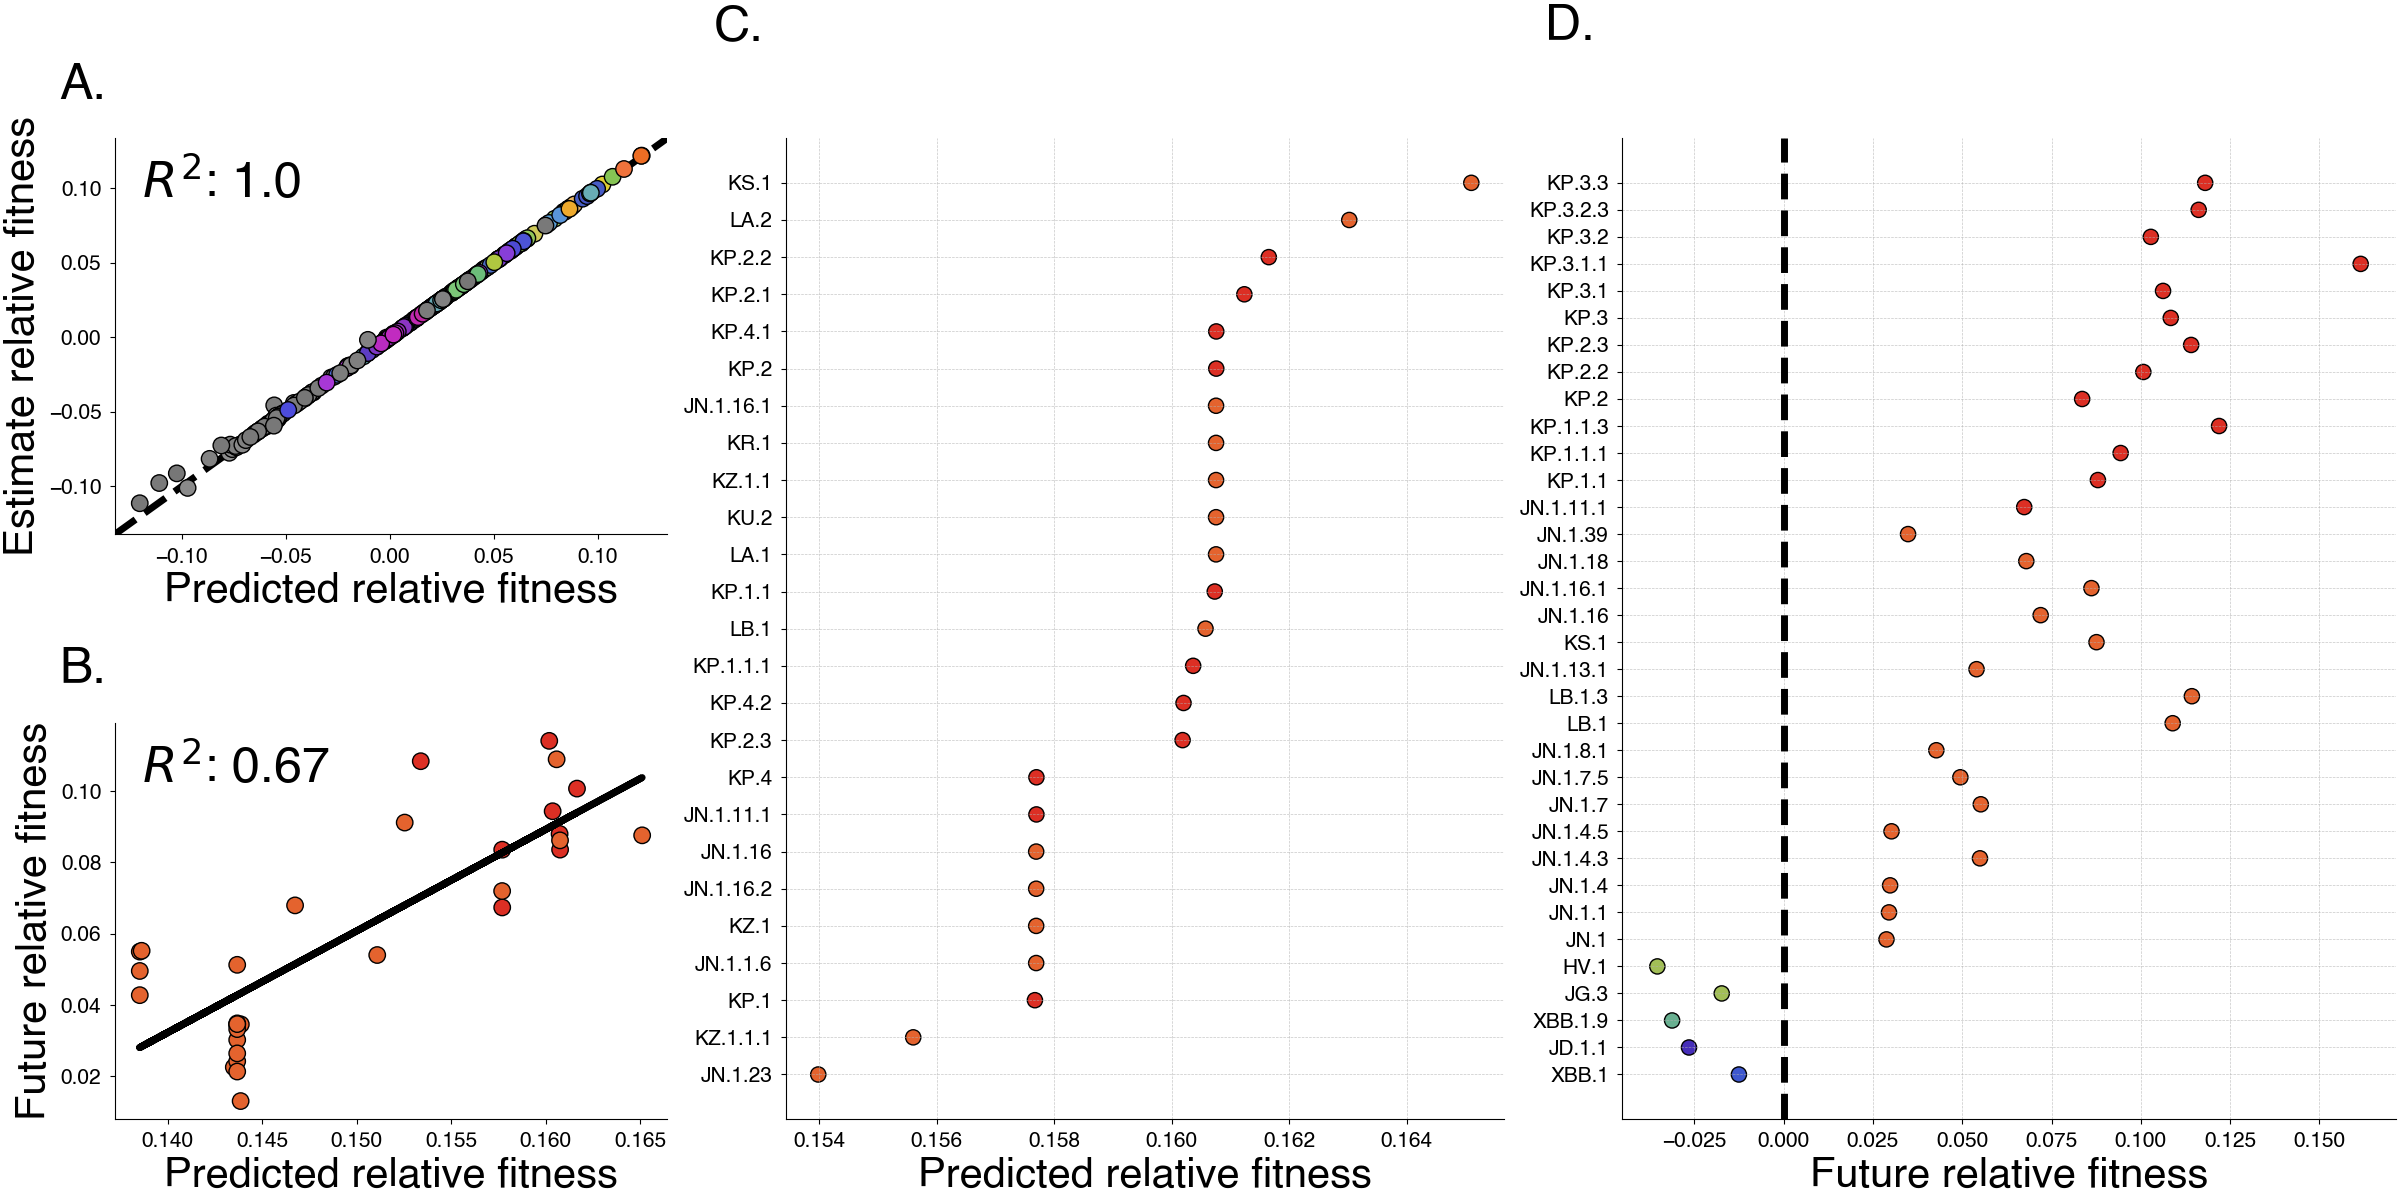 A.
R²: 1.0
Estimate relative fitness
0.10
0.05
0.00
−0.05
−0.10
−0.10 −0.05 0.00 0.05 0.10
Predicted relative fitness
B.
R²: 0.67
Future relative fitness
0.10
0.08
0.06
0.04
0.02
0.140 0.145 0.150 0.155 0.160 0.165
Predicted relative fitness
C.
KS.1
LA.2
KP.2.2
KP.2.1
KP.4.1
KP.2
JN.1.16.1
KR.1
KZ.1.1
KU.2
LA.1
KP.1.1
LB.1
KP.1.1.1
KP.4.2
KP.2.3
KP.4
JN.1.11.1
JN.1.16
JN.1.16.2
KZ.1
JN.1.1.6
KP.1
KZ.1.1.1
JN.1.23
0.154 0.156 0.158 0.160 0.162 0.164
Predicted relative fitness
D.
KP.3.3
KP.3.2.3
KP.3.2
KP.3.1.1
KP.3.1
KP.3
KP.2.3
KP.2.2
KP.2
KP.1.1.3
KP.1.1.1
KP.1.1
JN.1.11.1
JN.1.39
JN.1.18
JN.1.16.1
JN.1.16
KS.1
JN.1.13.1
LB.1.3
LB.1
JN.1.8.1
JN.1.7.5
JN.1.7
JN.1.4.5
JN.1.4.3
JN.1.4
JN.1.1
JN.1
HV.1
JG.3
XBB.1.9
JD.1.1
XBB.1
−0.025 0.000 0.025 0.050 0.075 0.100 0.125 0.150
Future relative fitness